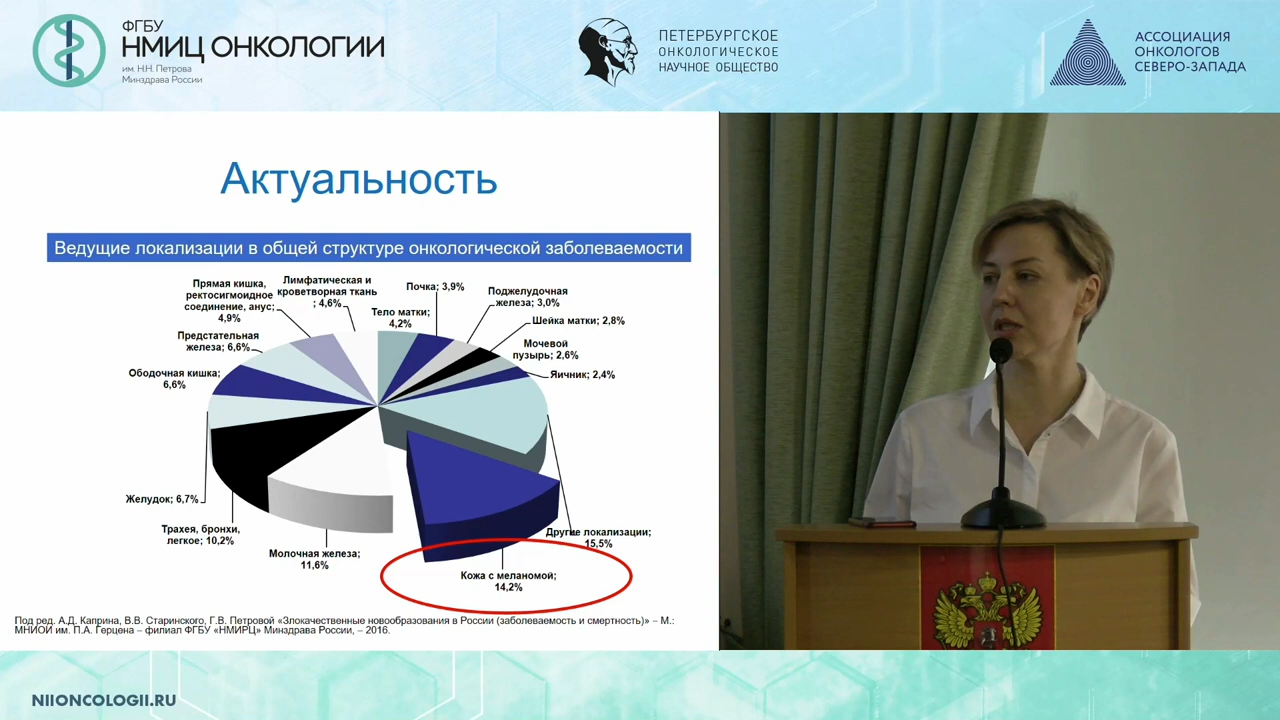 ФГБУ
НМИЦ ОНКОЛОГИИ
им. Н.Н. Петрова
Минздрава России
ПЕТЕРБУРГСКОЕ
ОНКОЛОГИЧЕСКОЕ
НАУЧНОЕ ОБЩЕСТВО
АССОЦИАЦИЯ
ОНКОЛОГОВ
СЕВЕРО-ЗАПАДА
Актуальность
Ведущие локализации в общей структуре онкологической заболеваемости
Прямая кишка,
ректосигмоидное
соединение, анус;
4,9%
Лимфатическая и
кроветворная ткань
; 4,6%
Тело матки;
4,2%
Почка; 3,9%
Поджелудочная
железа; 3,0%
Шейка матки; 2,8%
Мочевой
пузырь; 2,6%
Яичник; 2,4%
Предстательная
железа; 6,6%
Ободочная кишка;
6,6%
Желудок; 6,7%
Трахея, бронхи,
легкое; 10,2%
Молочная железа;
11,6%
Другие локализации;
15,5%
Кожа с меланомой;
14,2%
Под ред. А.Д. Каприна, В.В. Старинского, Г.В. Петровой «Злокачественные новообразования в России (заболеваемость и смертность)» – М.:
МНИОИ им. П.А. Герцена – филиал ФГБУ «НМИРЦ» Минздрава России, – 2016.
NIIONCOLOGII.RU